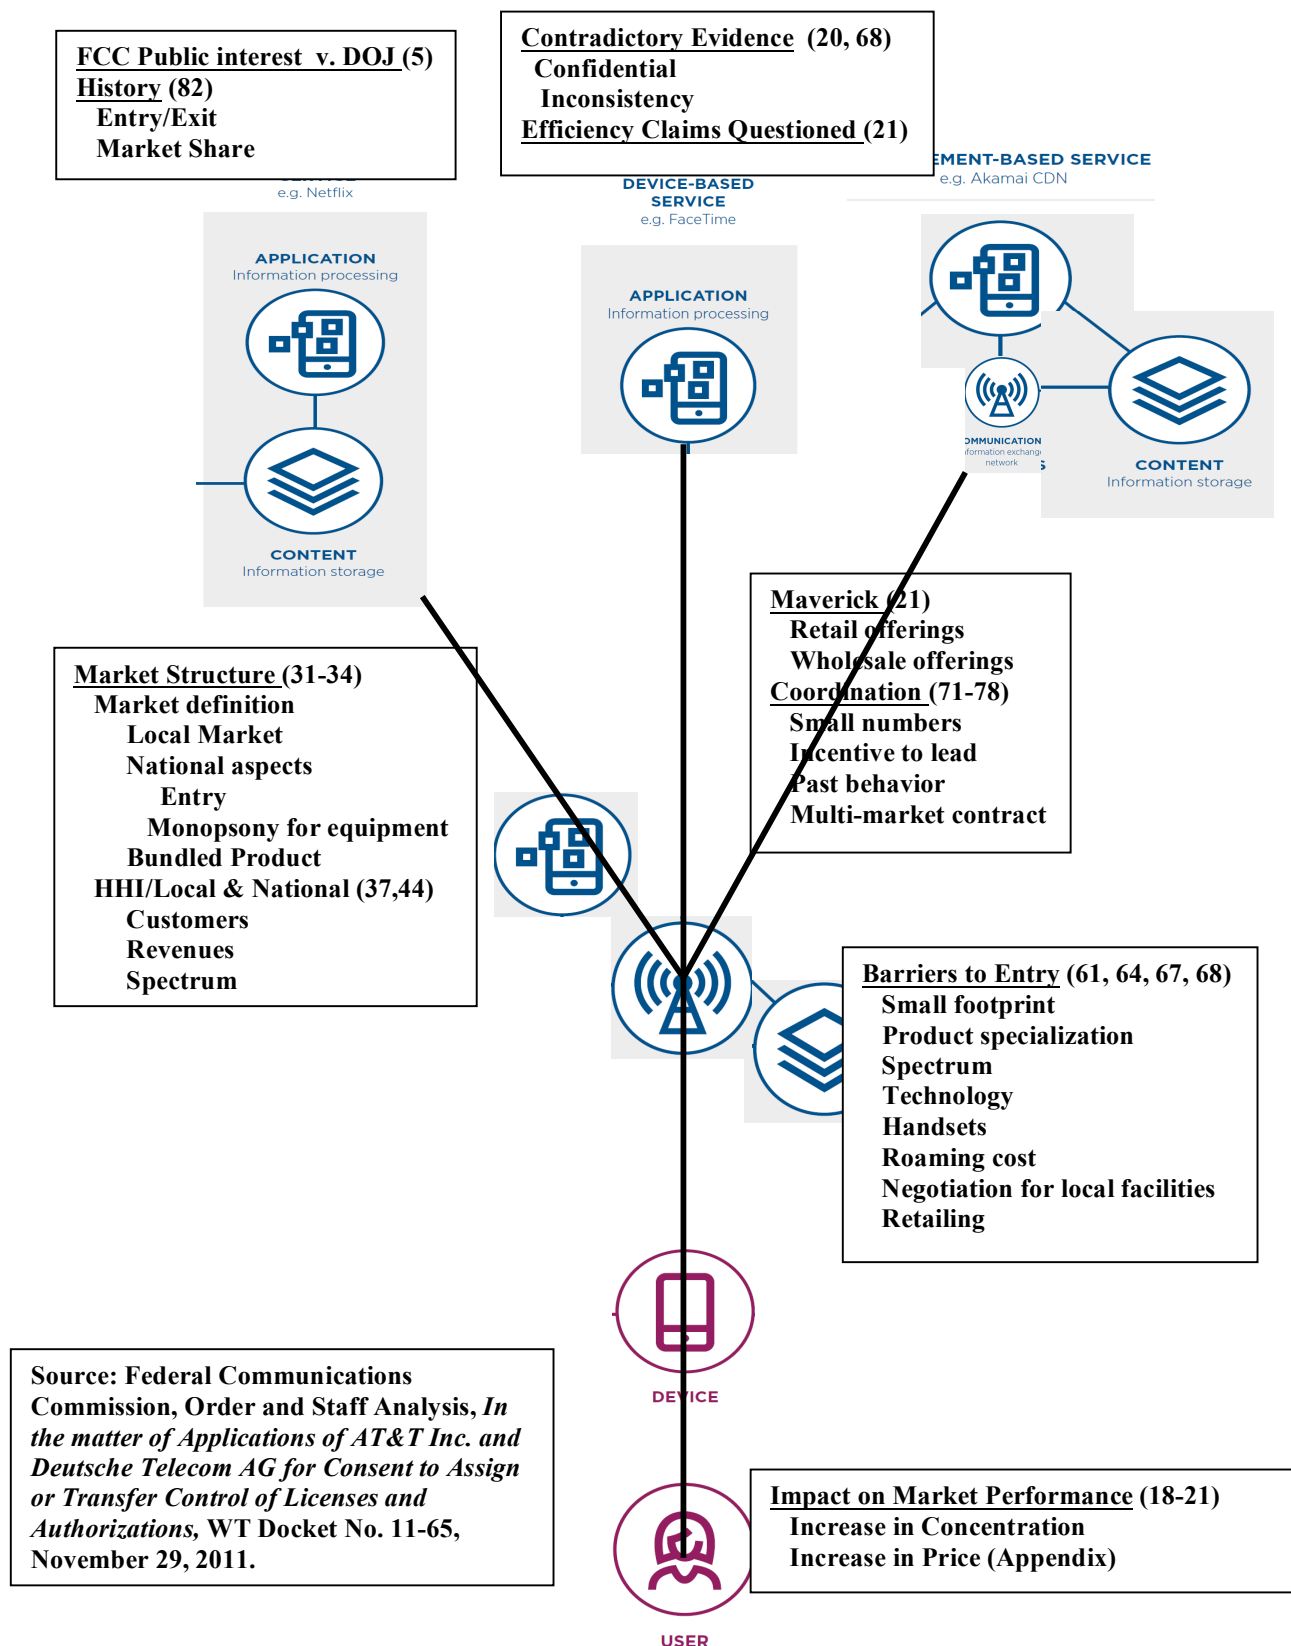 FCC Public interest v. DOJ (5)
History (82)
Entry/Exit
Market Share
Contradictory Evidence (20, 68)
Confidential
Inconsistency
Efficiency Claims Questioned (21)
e.g. Netflix
DEVICE-BASED
SERVICE
e.g. FaceTime
EMENT-BASED SERVICE
e.g. Akamai CDN
APPLICATION
Information processing
CONTENT
Information storage
APPLICATION
Information processing
OMMUNICATION
nformation exchang
network
S
CONTENT
Information storage
Maverick (21)
Retail offerings
Wholesale offerings
Coordination (71-78)
Small numbers
Incentive to lead
Past behavior
Multi-market contract
Market Structure (31-34)
Market definition
Local Market
National aspects
Entry
Monopsony for equipment
Bundled Product
HHI/Local & National (37,44)
Customers
Revenues
Spectrum
Barriers to Entry (61, 64, 67, 68)
Small footprint
Product specialization
Spectrum
Technology
Handsets
Roaming cost
Negotiation for local facilities
Retailing
DEVICE
Source: Federal Communications
Commission, Order and Staff Analysis, In
the matter of Applications of AT&T Inc. and
Deutsche Telecom AG for Consent to Assign
or Transfer Control of Licenses and
Authorizations, WT Docket No. 11-65,
November 29, 2011.
Impact on Market Performance (18-21)
Increase in Concentration
Increase in Price (Appendix)
USER